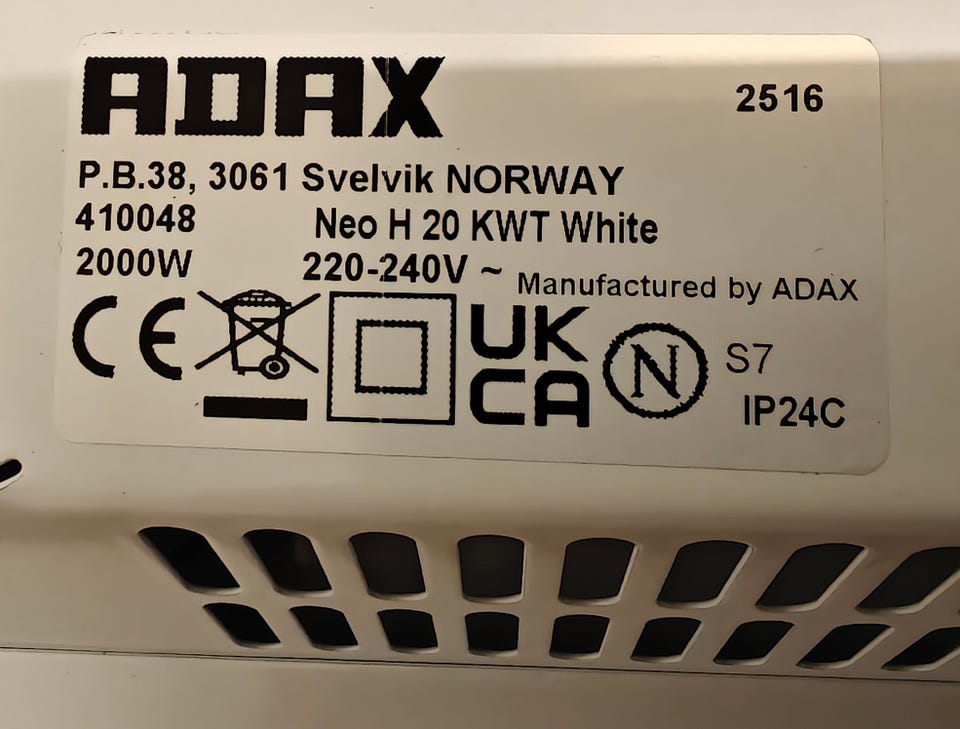 ADAX 2516
P.B.38, 3061 Svelvik NORWAY
410048 Neo H 20 KWT White
2000W 220-240V ~ Manufactured by ADAX
CE UK CA N S7
IP24C